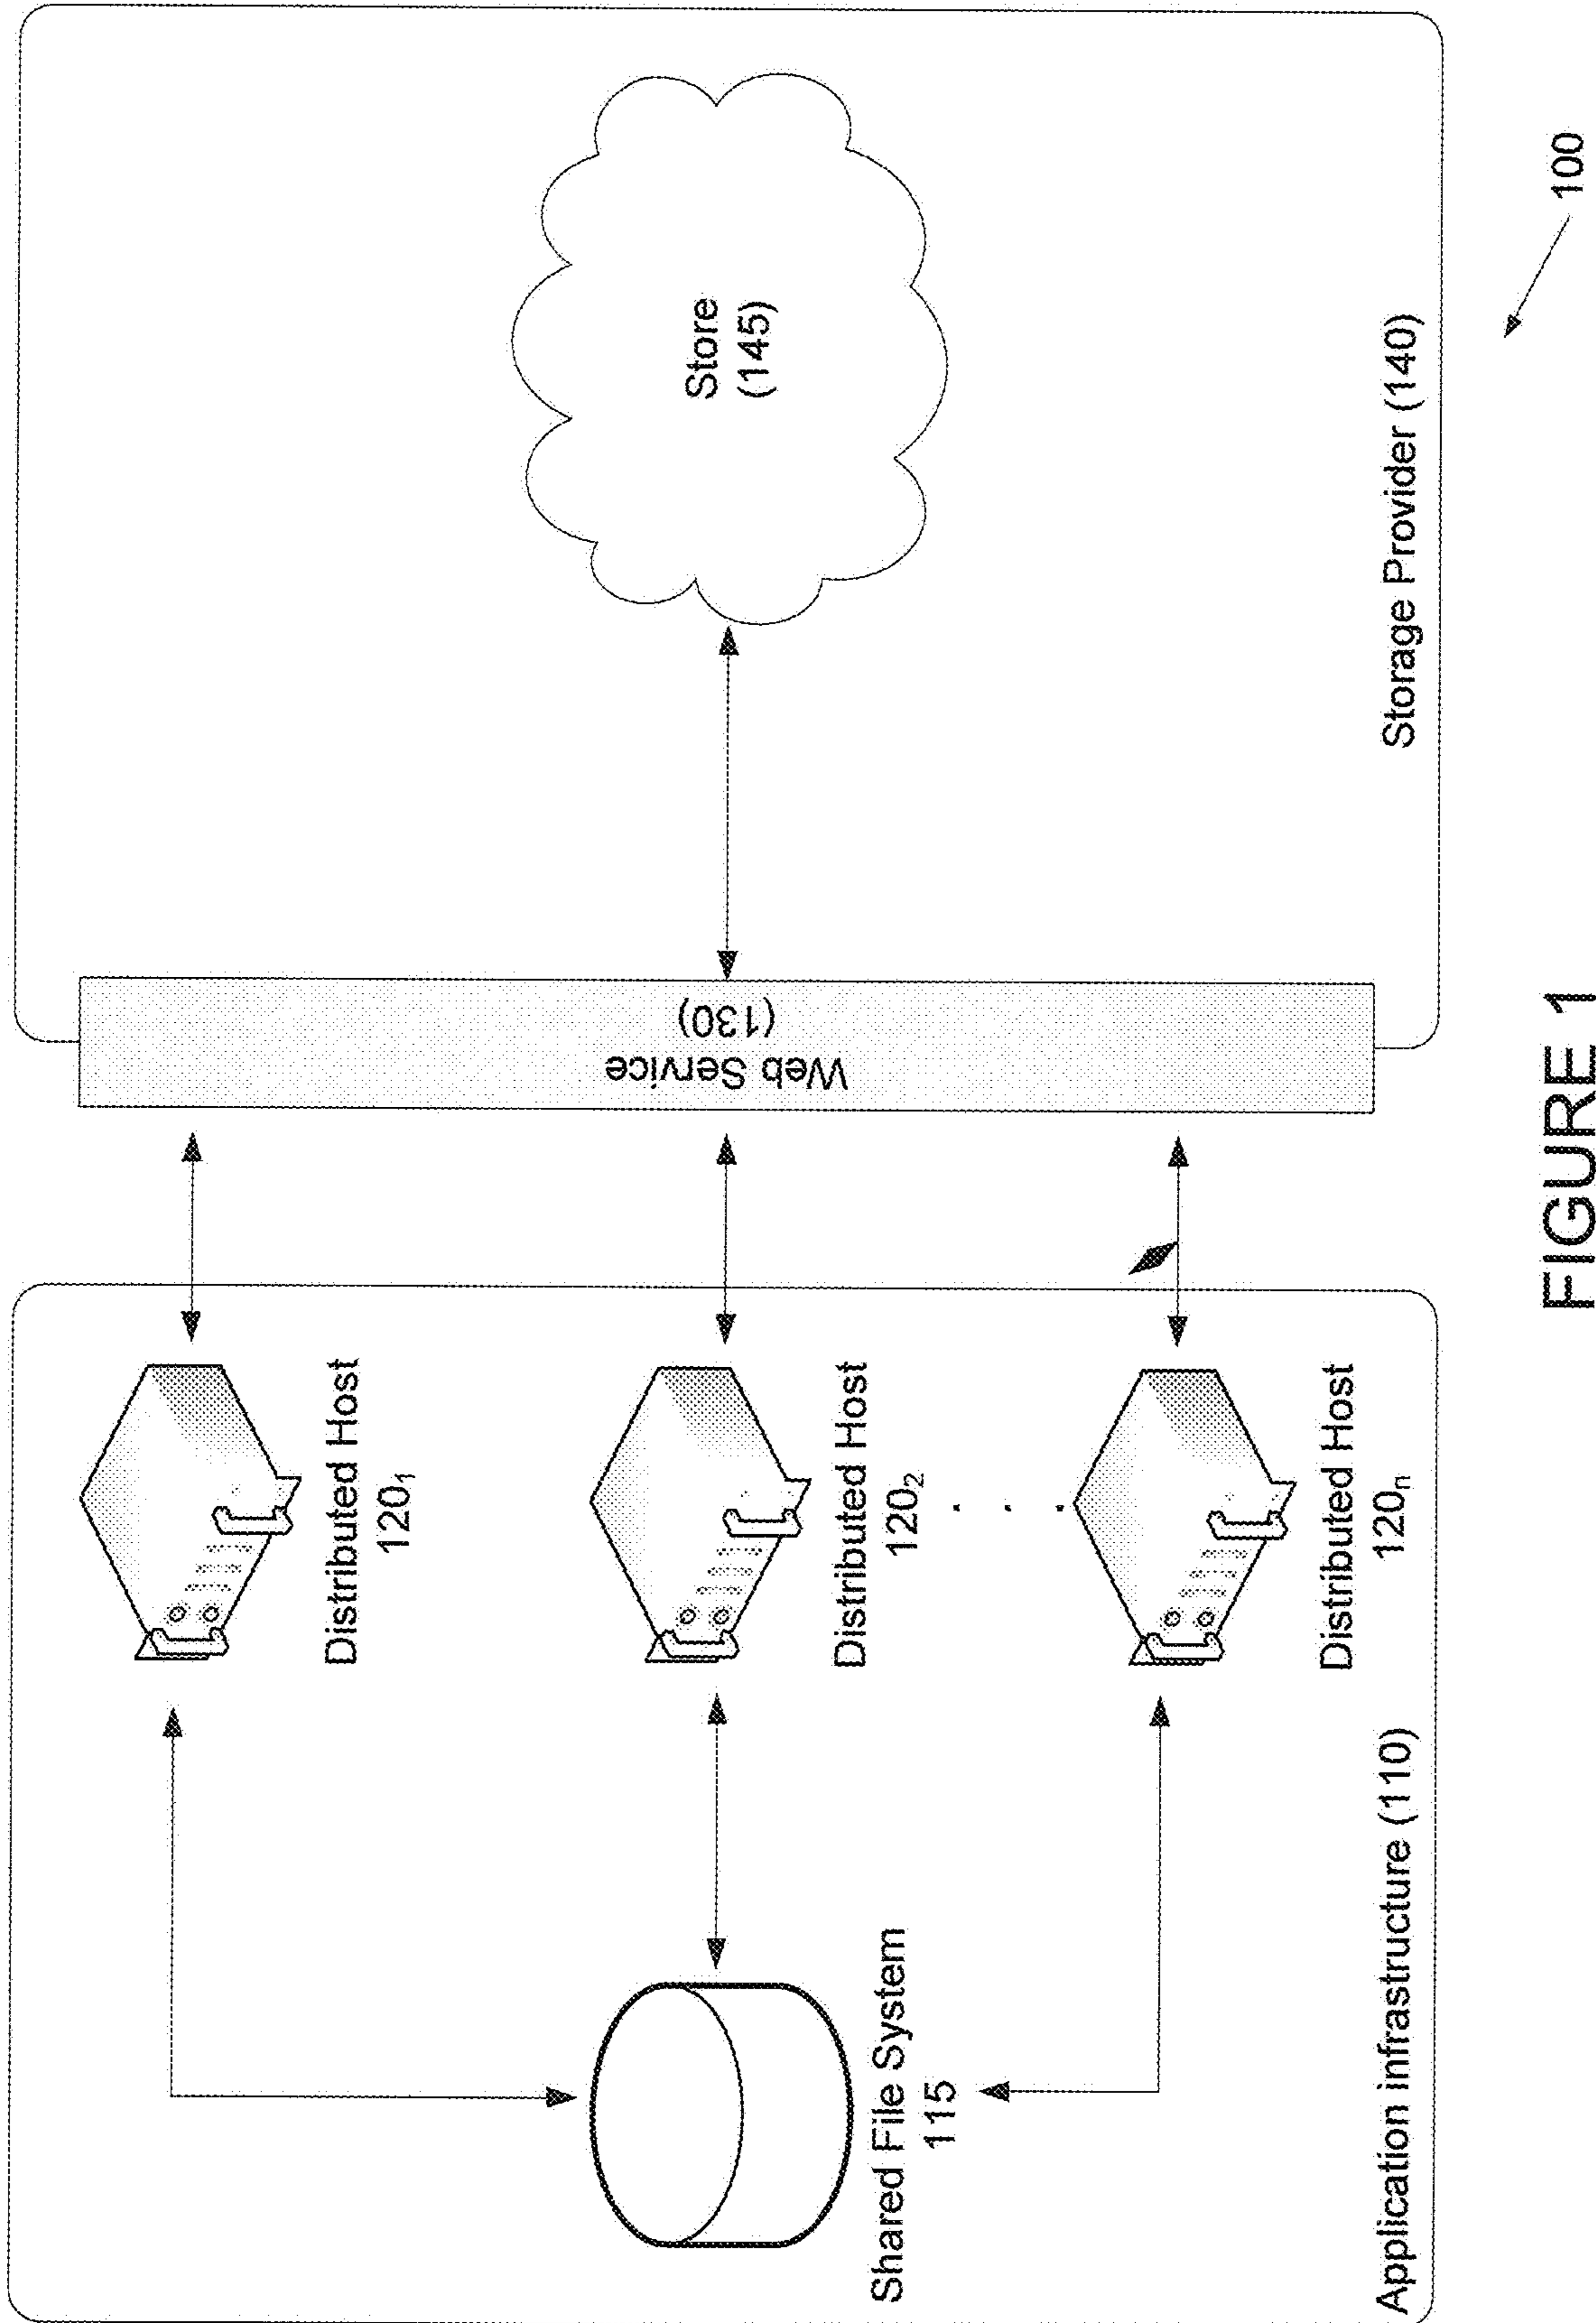 Distributed Host
120₁
Web Service
(130)
Store
(145)
Shared File System
115
Distributed Host
120₂
. . .
Distributed Host
120ₙ
Application infrastructure (110)
Storage Provider (140)
100
FIGURE 1